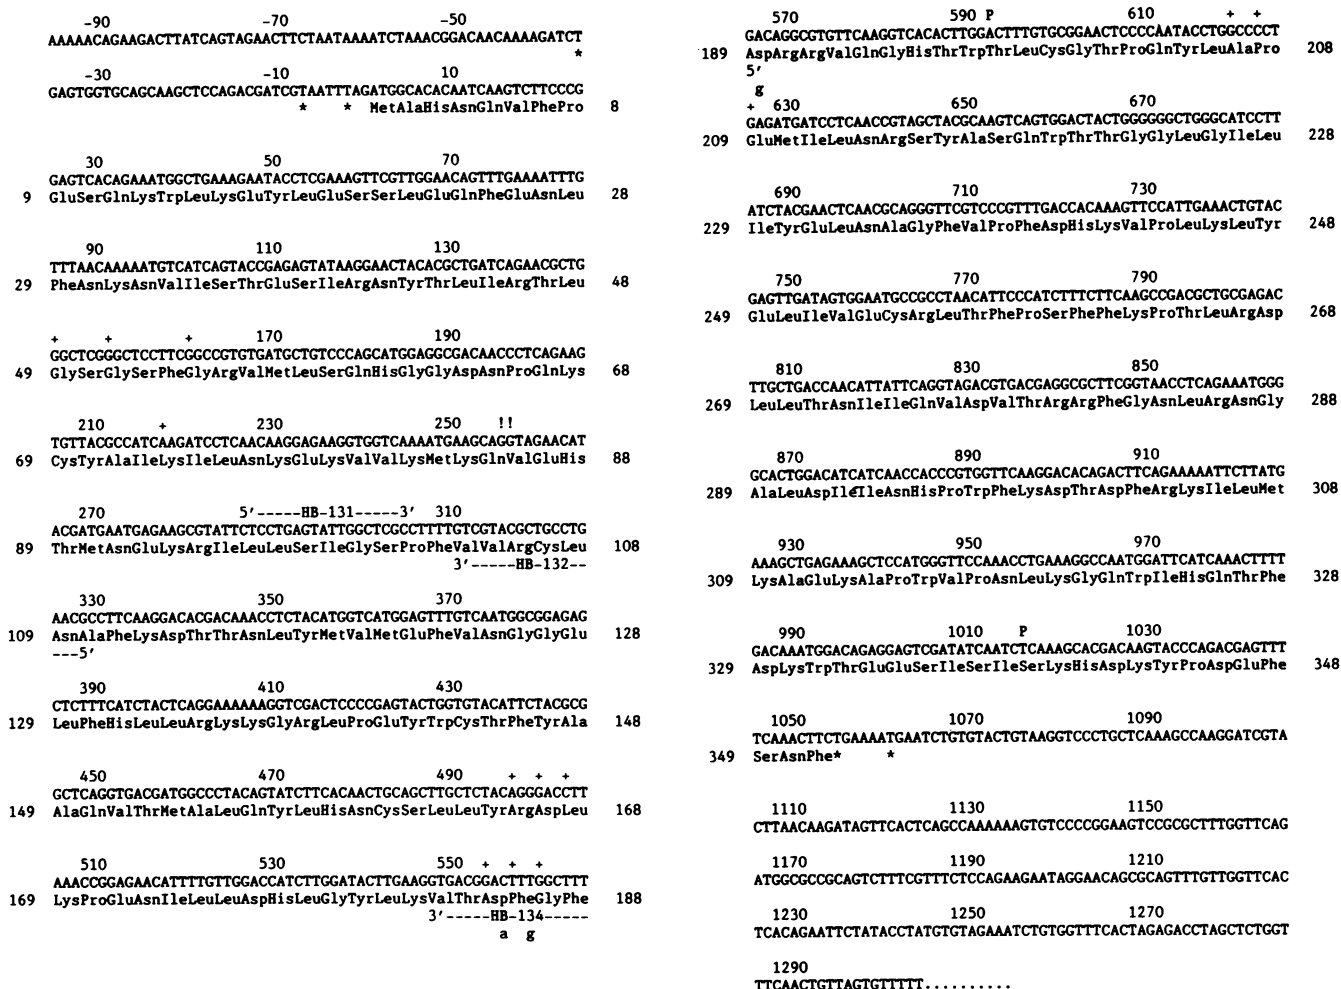 -90 -70 -50
AAAAACAGAAGACTTATCAGTAGAACTTCTAATAAAATCTAAACGGACAACAAAAGATCT
*
-30 -10 10
GAGTGGTGCAGCAAGCTCCAGACGATCGTAATTTAGATGGCACACAATCAAGTCTTCCCG
* * MetAlaHisAsnGlnValPhePro 8
30 50 70
GAGTCACAGAAATGGCTGAAAGAATACCTCGAAAGTTCGTTGGAACAGTTTGAAAATTTG
9 GluSerGlnLysTrpLeuLysGluTyrLeuGluSerSerLeuGluGlnPheGluAsnLeu 28
90 110 130
TTTAACAAAAATGTCATCAGTACCGAGAGTATAAGGAACTACACGCTGATCAGAACGCTG
29 PheAsnLysAsnValIleSerThrGluSerIleArgAsnTyrThrLeuIleArgThrLeu 48
+ + + 170 190
GGCTCGGGCTCCTTCGGCCGTGTGATGCTGTCCCAGCATGGAGGCGACAACCCTCAGAAG
49 GlySerGlySerPheGlyArgValMetLeuSerGlnHisGlyGlyAspAsnProGlnLys 68
210 + 230 250 !!
TGTTACGCCATCAAGATCCTCAACAAGGAGAAGGTGGTCAAAATGAAGCAGGTAGAACAT
69 CysTyrAlaIleLysIleLeuAsnLysGluLysValValLysMetLysGlnValGluHis 88
270 5'-----HB-131-----3' 310
ACGATGAATGAGAAGCGTATTCTCCTGAGTATTGGCTCGCCTTTTGTCGTACGCTGCCTG
89 ThrMetAsnGluLysArgIleLeuLeuSerIleGlySerProPheValValArgCysLeu 108
3'-----HB-132--
330 350 370
AACGCCTTCAAGGACACGACAAACCTCTACATGGTCATGGAGTTTGTCAATGGCGGAGAG
109 AsnAlaPheLysAspThrThrAsnLeuTyrMetValMetGluPheValAsnGlyGlyGlu 128
---5'
390 410 430
CTCTTTCATCTACTCAGGAAAAAAGGTCGACTCCCCGAGTACTGGTGTACATTCTACGCG
129 LeuPheHisLeuLeuArgLysLysGlyArgLeuProGluTyrTrpCysThrPheTyrAla 148
450 470 490 + + +
GCTCAGGTGACGATGGCCCTACAGTATCTTCACAACTGCAGCTTGCTCTACAGGGACCTT
149 AlaGlnValThrMetAlaLeuGlnTyrLeuHisAsnCysSerLeuLeuTyrArgAspLeu 168
510 530 550 + + +
AAACCGGAGAACATTTTGTTGGACCATCTTGGATACTTGAAGGTGACGGACTTTGGCTTT
169 LysProGluAsnIleLeuLeuAspHisLeuGlyTyrLeuLysValThrAspPheGlyPhe 188
3'-----HB-134-----
a g
570 590 P 610 + +
GACAGGCGTGTTCAAGGTCACACTTGGACTTTGTGCGGAACTCCCCAATACCTGGCCCCT
189 AspArgArgValGlnGlyHisThrTrpThrLeuCysGlyThrProGlnTyrLeuAlaPro 208
5'
g
+ 630 650 670
GAGATGATCCTCAACCGTAGCTACGCAAGTCAGTGGACTACTGGGGGGCTGGGCATCCTT
209 GluMetIleLeuAsnArgSerTyrAlaSerGlnTrpThrThrGlyGlyLeuGlyIleLeu 228
690 710 730
ATCTACGAACTCAACGCAGGGTTCGTCCCGTTTGACCACAAAGTTCCATTGAAACTGTAC
229 IleTyrGluLeuAsnAlaGlyPheValProPheAspHisLysValProLeuLysLeuTyr 248
750 770 790
GAGTTGATAGTGGAATGCCGCCTAACATTCCCATCTTTCTTCAAGCCGACGCTGCGAGAC
249 GluLeuIleValGluCysArgLeuThrPheProSerPhePheLysProThrLeuArgAsp 268
810 830 850
TTGCTGACCAACATTATTCAGGTAGACGTGACGAGGCGCTTCGGTAACCTCAGAAATGGG
269 LeuLeuThrAsnIleIleGlnValAspValThrArgArgPheGlyAsnLeuArgAsnGly 288
870 890 910
GCACTGGACATCATCAACCACCCGTGGTTCAAGGACACAGACTTCAGAAAAATTCTTATG
289 AlaLeuAspIleIleAsnHisProTrpPheLysAspThrAspPheArgLysIleLeuMet 308
930 950 970
AAAGCTGAGAAAGCTCCATGGGTTCCAAACCTGAAAGGCCAATGGATTCATCAAACTTTT
309 LysAlaGluLysAlaProTrpValProAsnLeuLysGlyGlnTrpIleHisGlnThrPhe 328
990 1010 P 1030
GACAAATGGACAGAGGAGTCGATATCAATCTCAAAGCACGACAAGTACCCAGACGAGTTT
329 AspLysTrpThrGluGluSerIleSerIleSerLysHisAspLysTyrProAspGluPhe 348
1050 1070 1090
TCAAACTTCTGAAAATGAATCTGTGTACTGTAAGGTCCCTGCTCAAAGCCAAGGATCGTA
349 SerAsnPhe* *
1110 1130 1150
CTTAACAAGATAGTTCACTCAGCCAAAAAAGTGTCCCCGGAAGTCCGCGCTTTGGTTCAG
1170 1190 1210
ATGGCGCCGCAGTCTTTCGTTTCTCCAGAAGAATAGGAACAGCGCAGTTTGTTGGTTCAC
1230 1250 1270
TCACAGAATTCTATACCTATGTGTAGAAATCTGTGGTTTCACTAGAGACCTAGCTCTGGT
1290
TTCAACTGTTAGTGTTTTT..........